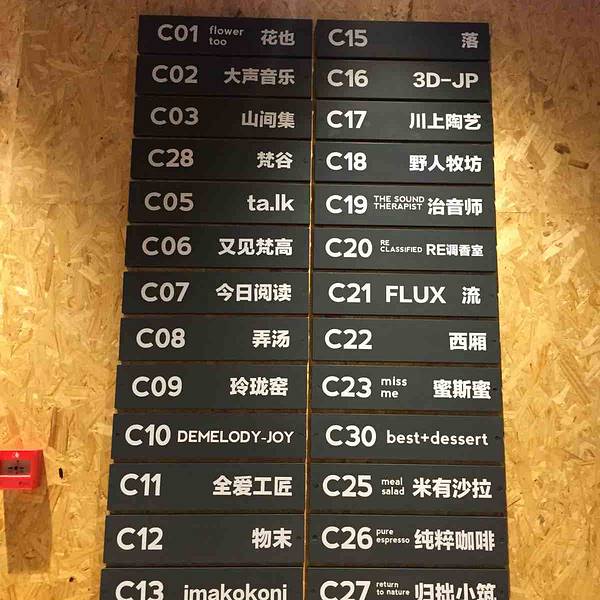 C01 flower too 花也
C02 大声音乐
C03 山间集
C28 梵谷
C05 ta.lk
C06 又见梵高
C07 今日阅读
C08 弄汤
C09 玲珑窑
C10 DEMELODY-JOY
C11 全爱工匠
C12 物末
C13 imakokoni
C15 落
C16 3D-JP
C17 川上陶艺
C18 野人牧坊
C19 THE SOUND THERAPIST 治音师
C20 RE CLASSIFIED RE调香室
C21 FLUX 流
C22 西厢
C23 miss me 蜜斯蜜
C30 best+dessert
C25 meal salad 米有沙拉
C26 pure espresso 纯粹咖啡
C27 return to nature 归拙小筑